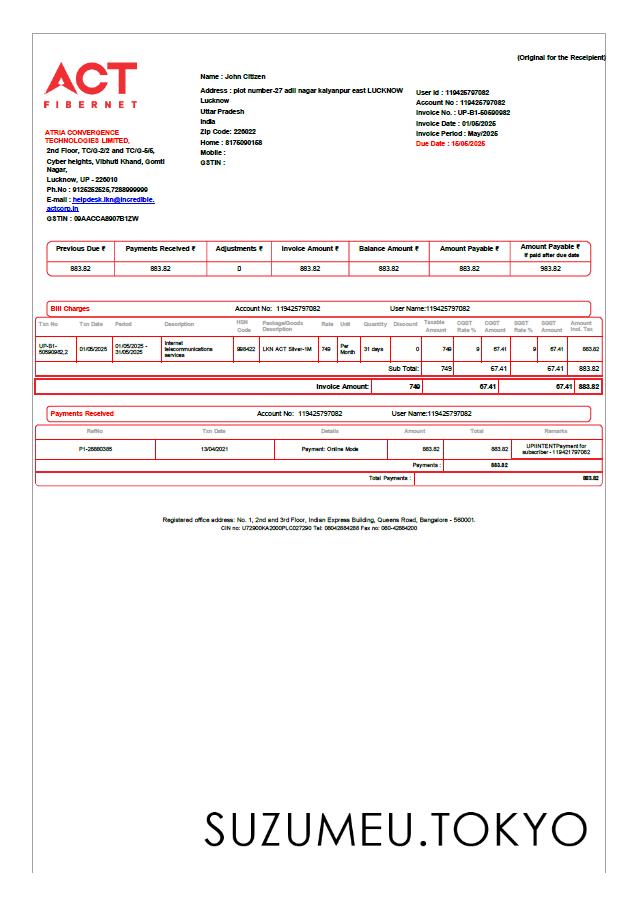 (Original for the Receipient)
ACT
FIBERNET
ATRIA CONVERGENCE
TECHNOLOGIES LIMITED,
2nd Floor, TC/G-2/2 and TC/G-5/5,
Cyber heights, Vibhuti Khand, Gomti
Nagar,
Lucknow, UP - 226010
Ph.No : 9125252525,7288999999
E-mail : helpdesk.lkn@incredible.
actcorp.in
GSTIN : 09AACCA8907B1ZW
Name : John Citizen
Address : plot number-27 adil nagar kalyanpur east LUCKNOW
Lucknow
Uttar Pradesh
India
Zip Code: 226022
Home : 8175090158
Mobile :
GSTIN :
User Id : 119425797082
Account No : 119425797082
Invoice No. : UP-B1-50590982
Invoice Date : 01/05/2025
Invoice Period : May/2025
Due Date : 15/05/2025
Previous Due ₹ Payments Received ₹ Adjustments ₹ Invoice Amount ₹ Balance Amount ₹ Amount Payable ₹ Amount Payable ₹
if paid after due date
883.82 883.82 0 883.82 883.82 883.82 983.82
Bill Charges Account No: 119425797082 User Name:119425797082
Txn No Txn Date Period Description HSN Code Package/Goods Description Rate Unit Quantity Discount Taxable Amount CGST Rate % CGST Amount SGST Rate % SGST Amount Amount Incl. Tax
UP-B1-50590982,2 01/05/2025 01/05/2025 - 31/05/2025 Internet telecommunications services 998422 LKN ACT Silver-1M 749 Per Month 31 days 0 749 9 67.41 9 67.41 883.82
Sub Total: 749 67.41 67.41 883.82
Invoice Amount: 749 67.41 67.41 883.82
Payments Received Account No: 119425797082 User Name:119425797082
RefNo Txn Date Details Amount Total Remarks
P1-28880385 13/04/2021 Payment: Online Mode 883.82 883.82 UPIINTENTPayment for subscriber - 119421797082
Payments : 883.82
Total Payments : 883.82
Registered office address: No. 1, 2nd and 3rd Floor, Indian Express Building, Queens Road, Bangalore - 560001.
CIN no: U72900KA2000PLC027290 Tel: 08042884288 Fax no: 080-42884200
SUZUMEU.TOKYO